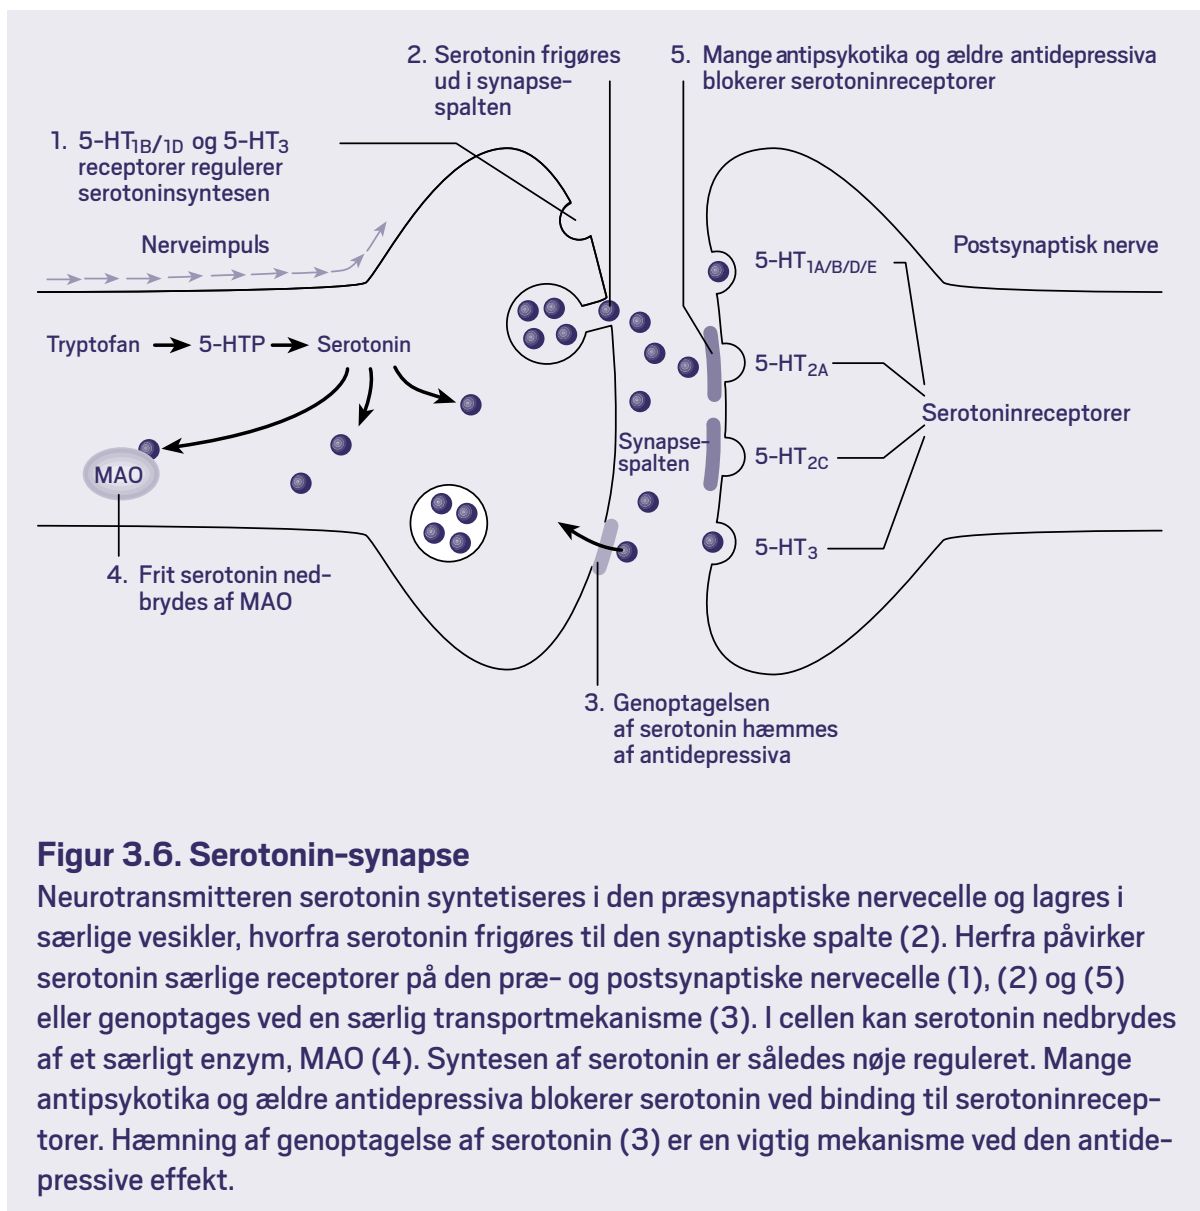 2. Serotonin frigøres
ud i synapse-
spalten
5. Mange antipsykotika og ældre antidepressiva
blokerer serotoninreceptorer
1. 5-HT1B/1D og 5-HT3
receptorer regulerer
serotoninsyntesen
Nerveimpuls
Postsynaptisk nerve
5-HT1A/B/D/E
Tryptofan 5-HTP Serotonin
5-HT2A
Serotoninreceptorer
Synapse-
spalten
5-HT2C
MAO
5-HT3
4. Frit serotonin ned-
brydes af MAO
3. Genoptagelsen
af serotonin hæmmes
af antidepressiva
Figur 3.6. Serotonin-synapse
Neurotransmitteren serotonin syntetiseres i den præsynaptiske nervecelle og lagres i
særlige vesikler, hvorfra serotonin frigøres til den synaptiske spalte (2). Herfra påvirker
serotonin særlige receptorer på den præ- og postsynaptiske nervecelle (1), (2) og (5)
eller genoptages ved en særlig transportmekanisme (3). I cellen kan serotonin nedbrydes
af et særligt enzym, MAO (4). Syntesen af serotonin er således nøje reguleret. Mange
antipsykotika og ældre antidepressiva blokerer serotonin ved binding til serotoninrecep-
torer. Hæmning af genoptagelse af serotonin (3) er en vigtig mekanisme ved den antide-
pressive effekt.